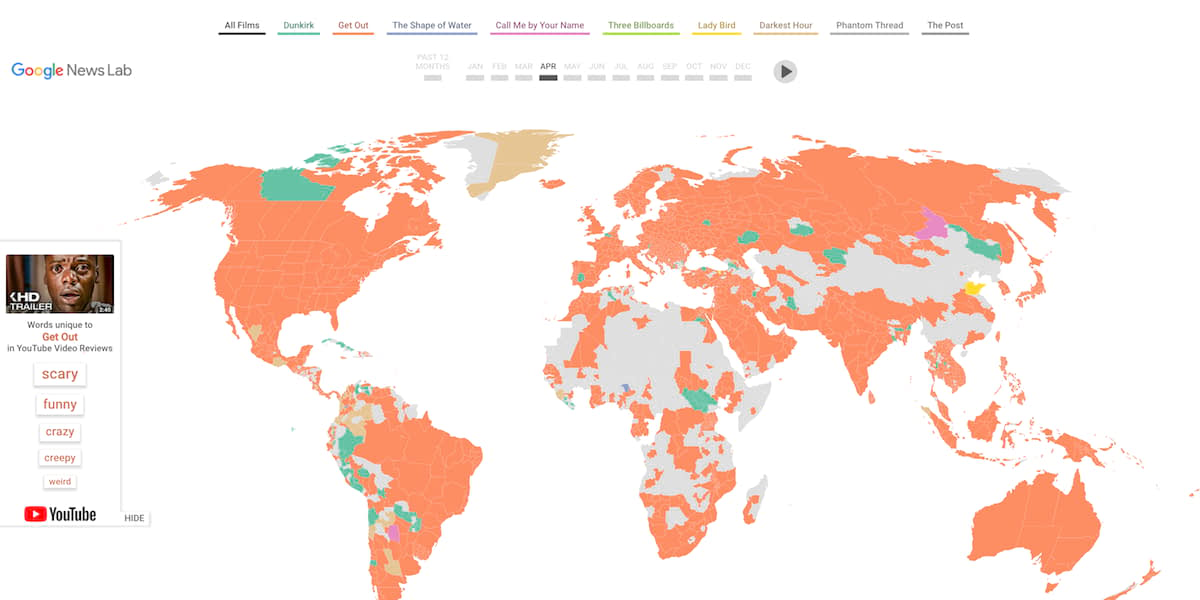 All Films Dunkirk Get Out The Shape of Water Call Me by Your Name Three Billboards Lady Bird Darkest Hour Phantom Thread The Post
Google News Lab
PAST 12
MONTHS JAN FEB MAR APR MAY JUN JUL AUG SEP OCT NOV DEC
HD
TRAILER
2:49
Words unique to
Get Out
in YouTube Video Reviews
scary
funny
crazy
creepy
weird
YouTube
HIDE